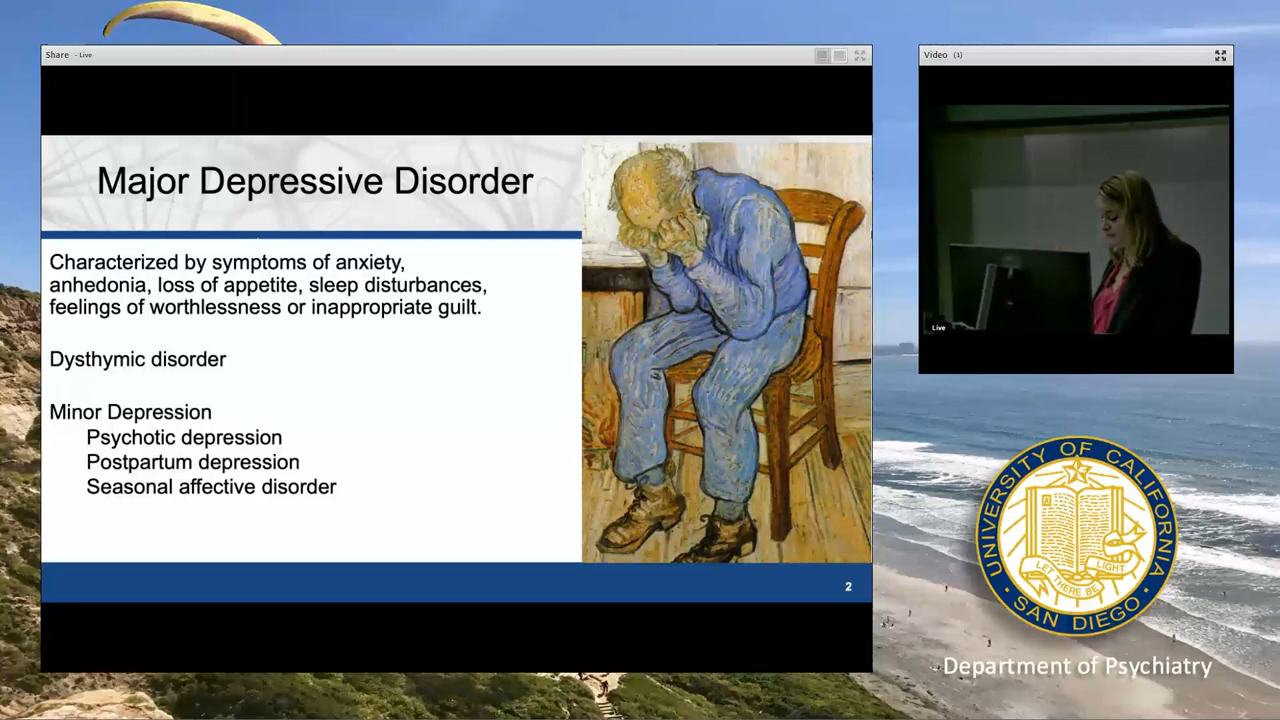 Share - Live
Major Depressive Disorder
Characterized by symptoms of anxiety,
anhedonia, loss of appetite, sleep disturbances,
feelings of worthlessness or inappropriate guilt.
Dysthymic disorder
Minor Depression
Psychotic depression
Postpartum depression
Seasonal affective disorder
2
Video (1)
Live
UNIVERSITY OF CALIFORNIA
LET THERE BE LIGHT
SAN DIEGO
Department of Psychiatry